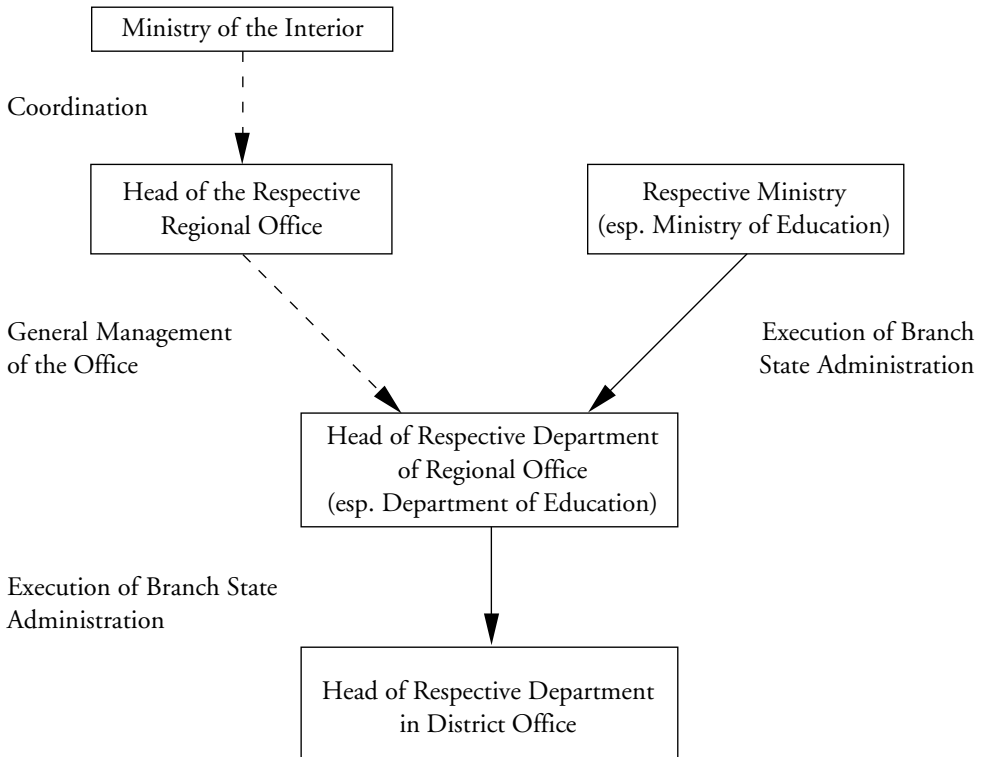 Ministry of the Interior
Coordination
Head of the Respective
Regional Office
Respective Ministry
(esp. Ministry of Education)
General Management
of the Office
Execution of Branch
State Administration
Head of Respective Department
of Regional Office
(esp. Department of Education)
Execution of Branch State
Administration
Head of Respective Department
in District Office